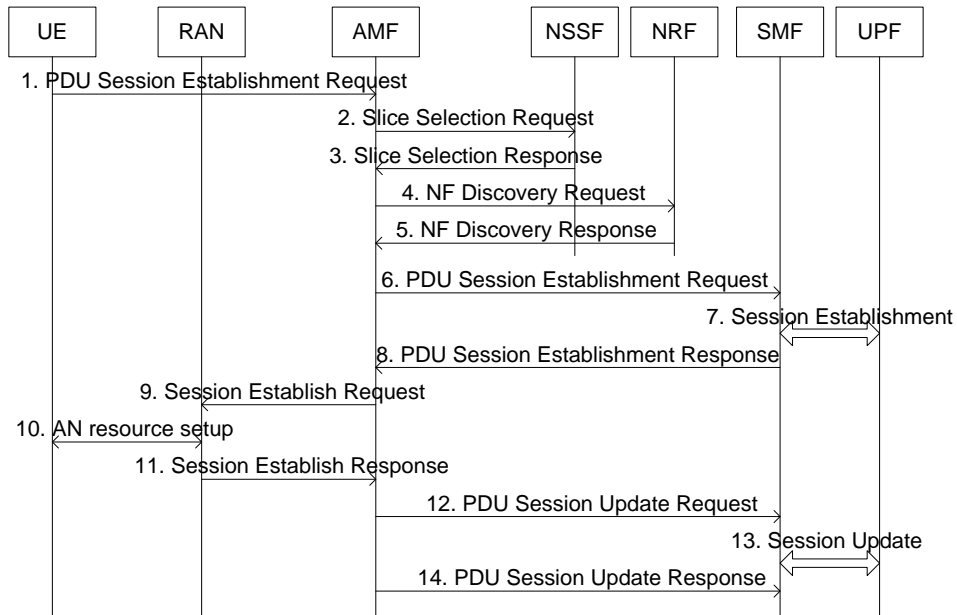 UE RAN AMF NSSF NRF SMF UPF
1. PDU Session Establishment Request
2. Slice Selection Request
3. Slice Selection Response
4. NF Discovery Request
5. NF Discovery Response
6. PDU Session Establishment Request
7. Session Establishment
8. PDU Session Establishment Response
9. Session Establish Request
10. AN resource setup
11. Session Establish Response
12. PDU Session Update Request
13. Session Update
14. PDU Session Update Response